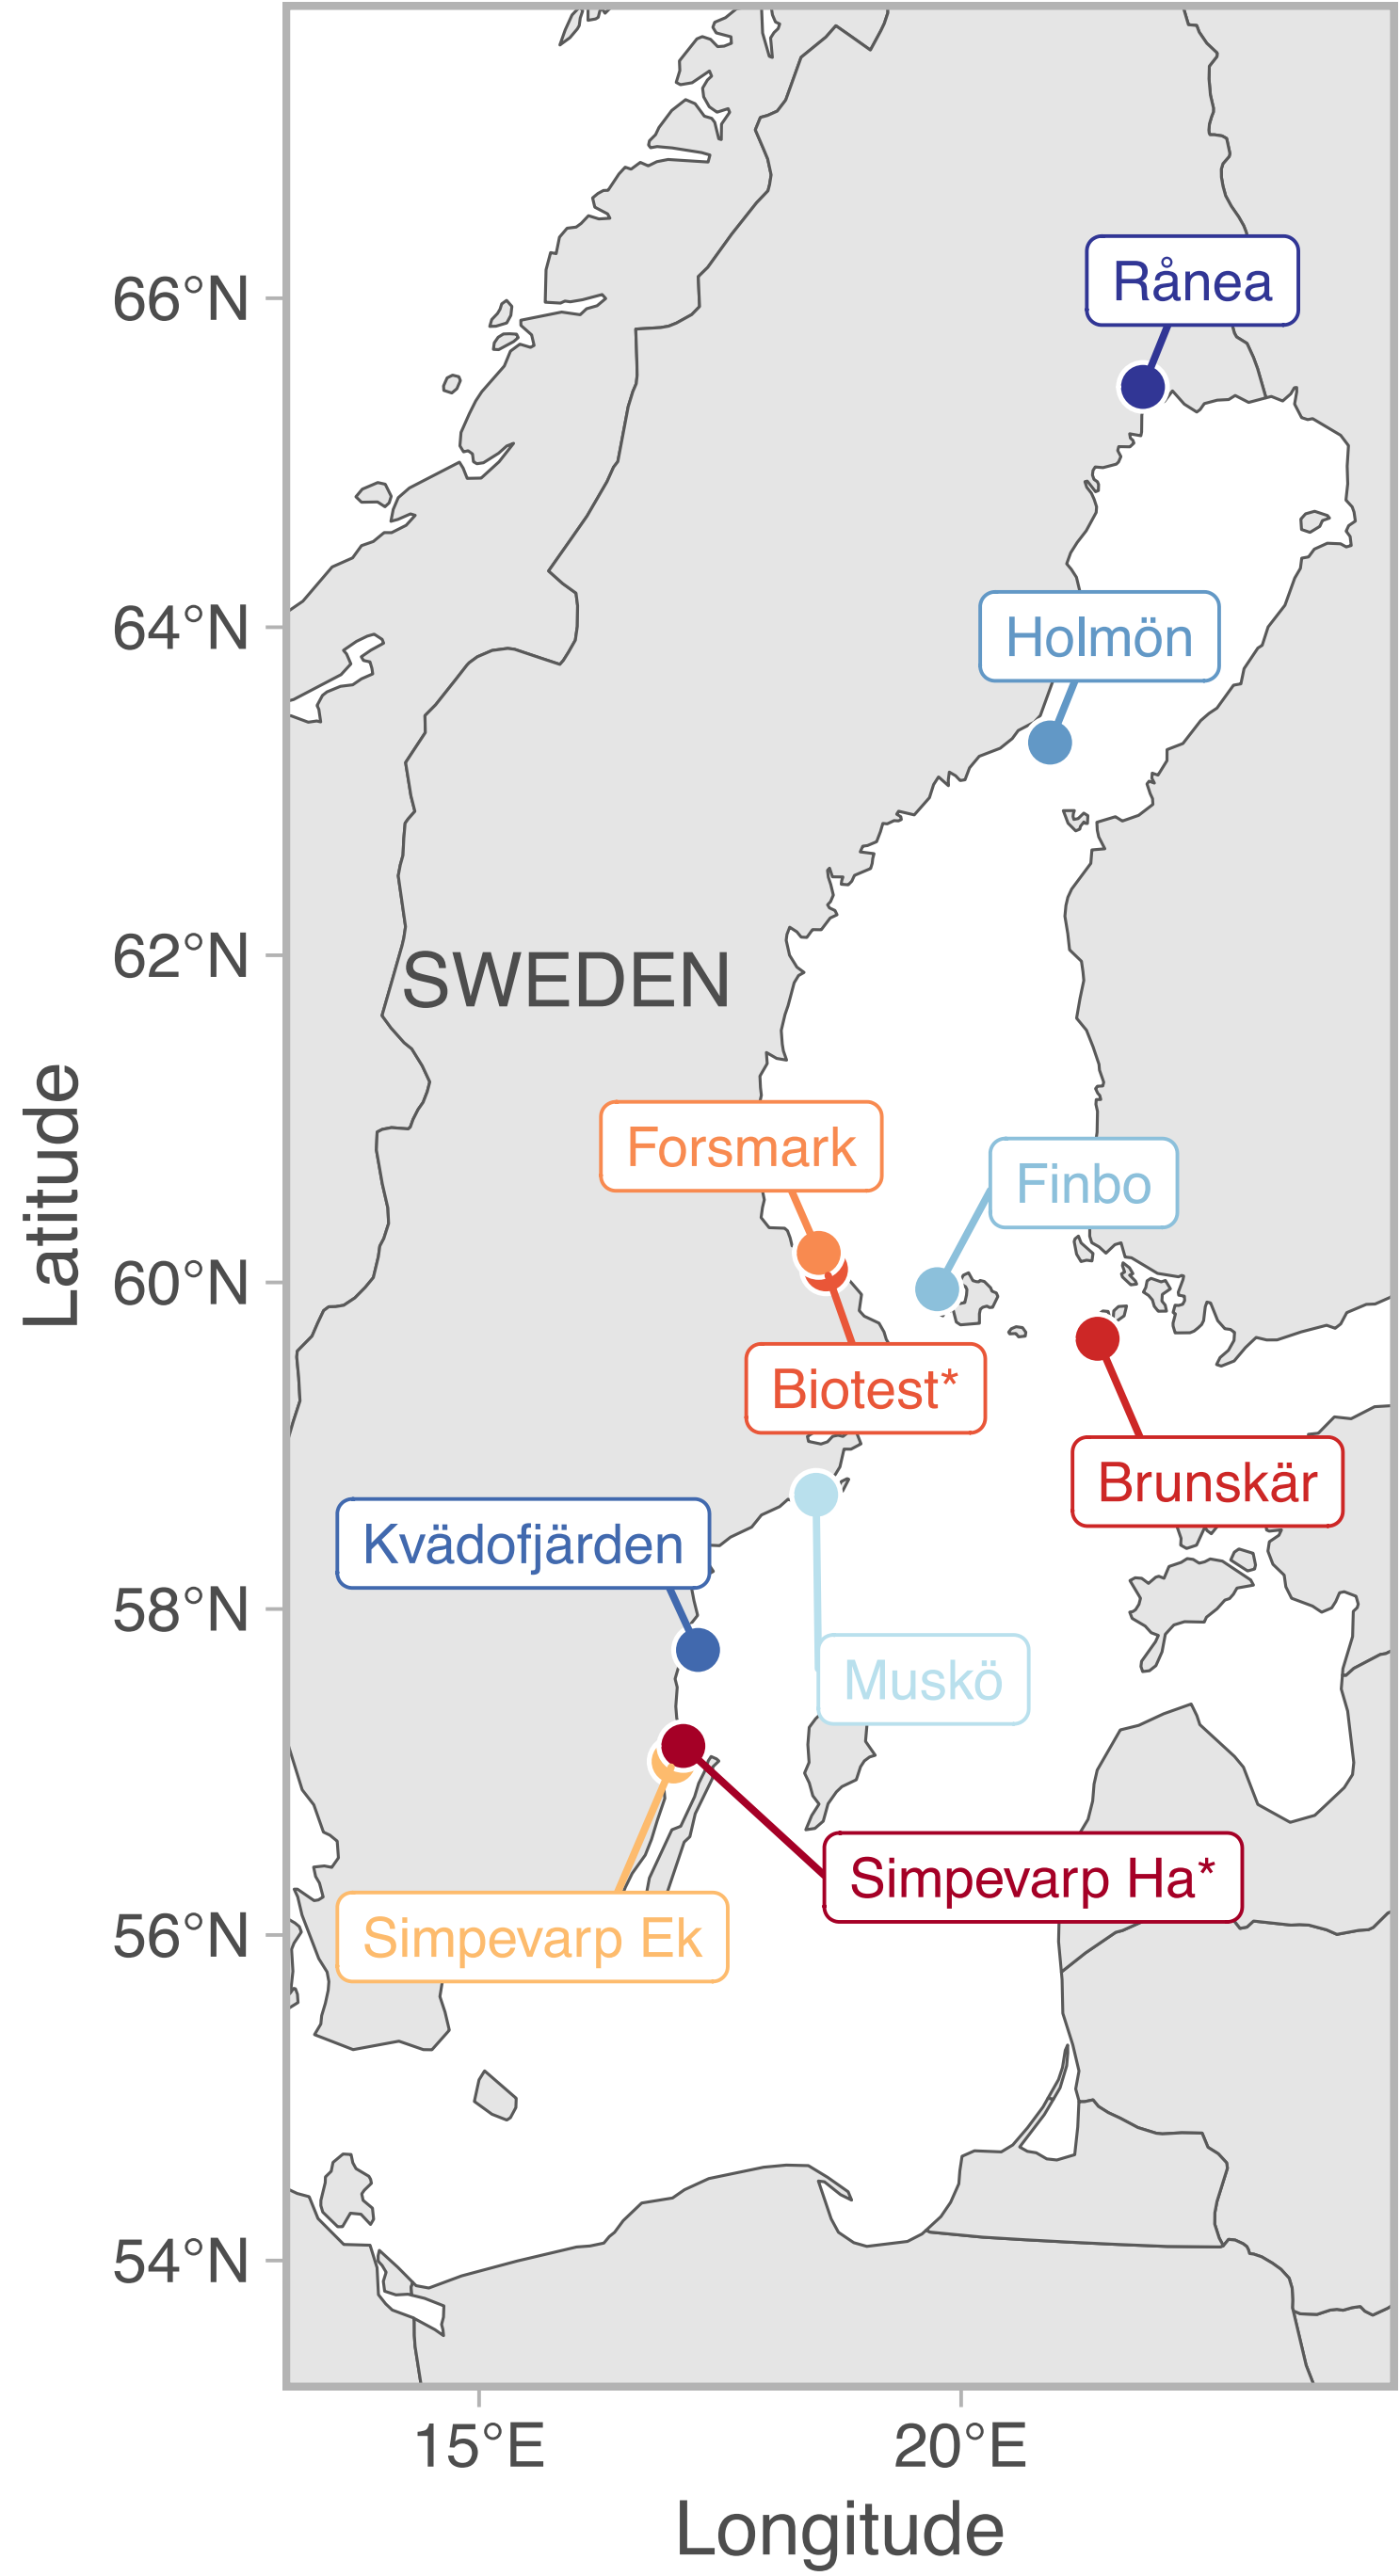 Rånea
66°N
64°N
Holmön
62°N
SWEDEN
Forsmark
Finbo
60°N
Biotest*
Brunskär
Kvädofjärden
58°N
Muskö
Simpevarp Ha*
Simpevarp Ek
56°N
54°N
Latitude
15°E
20°E
Longitude